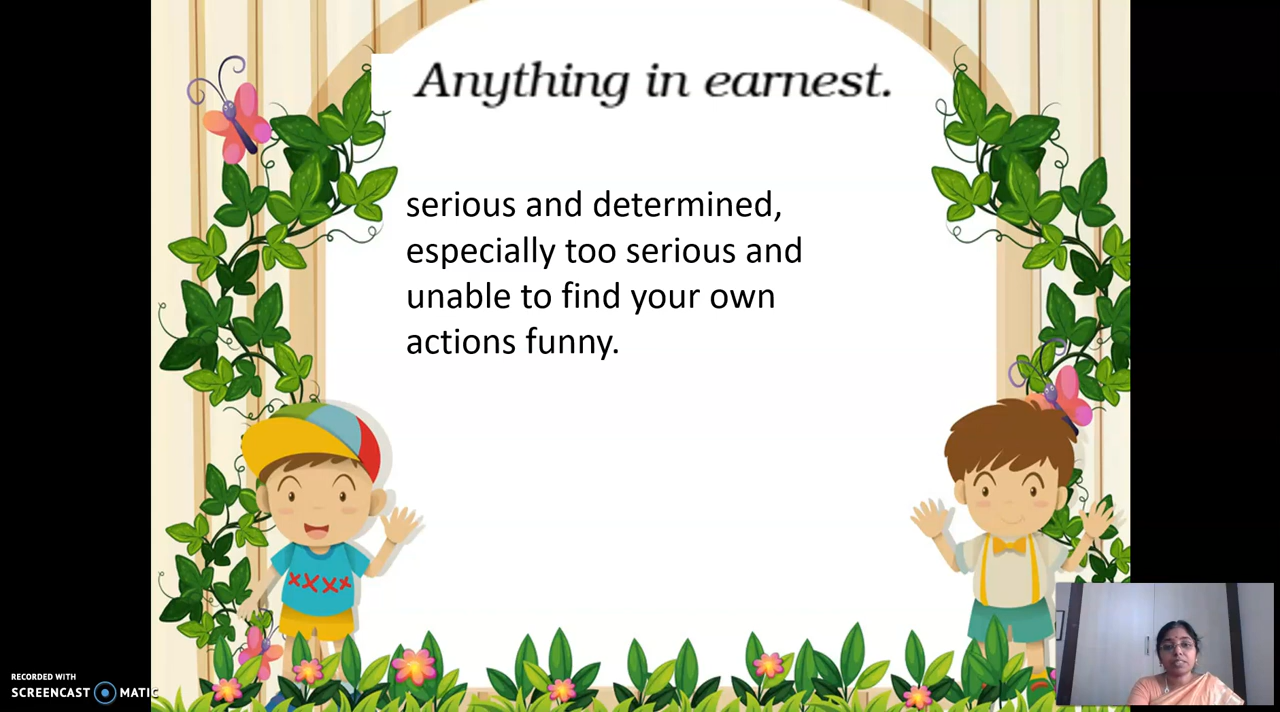 Anything in earnest.
serious and determined,
especially too serious and
unable to find your own
actions funny.
xxxx
RECORDED WITH
SCREENCAST MATIC